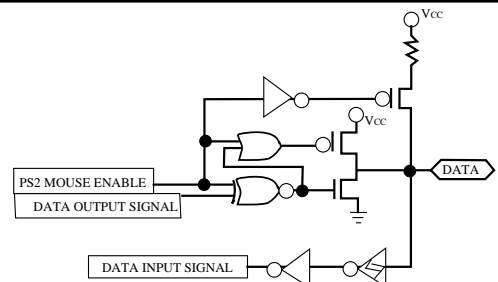 Vcc
Vcc
PS2 MOUSE ENABLE
DATA
DATA OUTPUT SIGNAL
DATA INPUT SIGNAL